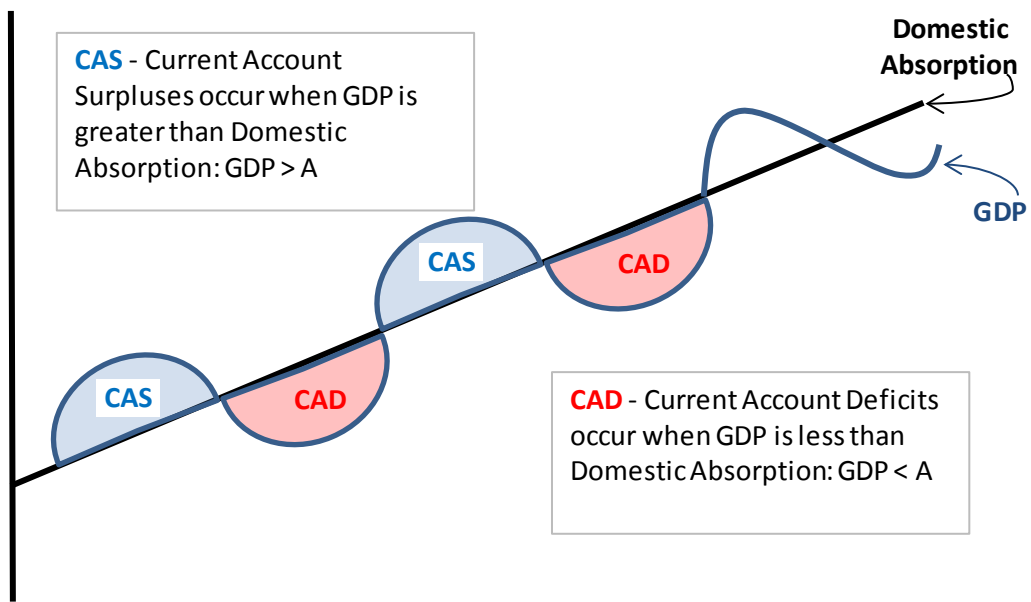 Domestic
Absorption
CAS - Current Account
Surpluses occur when GDP is
greater than Domestic
Absorption: GDP > A
GDP
CAS
CAD
CAS
CAD
CAD - Current Account Deficits
occur when GDP is less than
Domestic Absorption: GDP < A